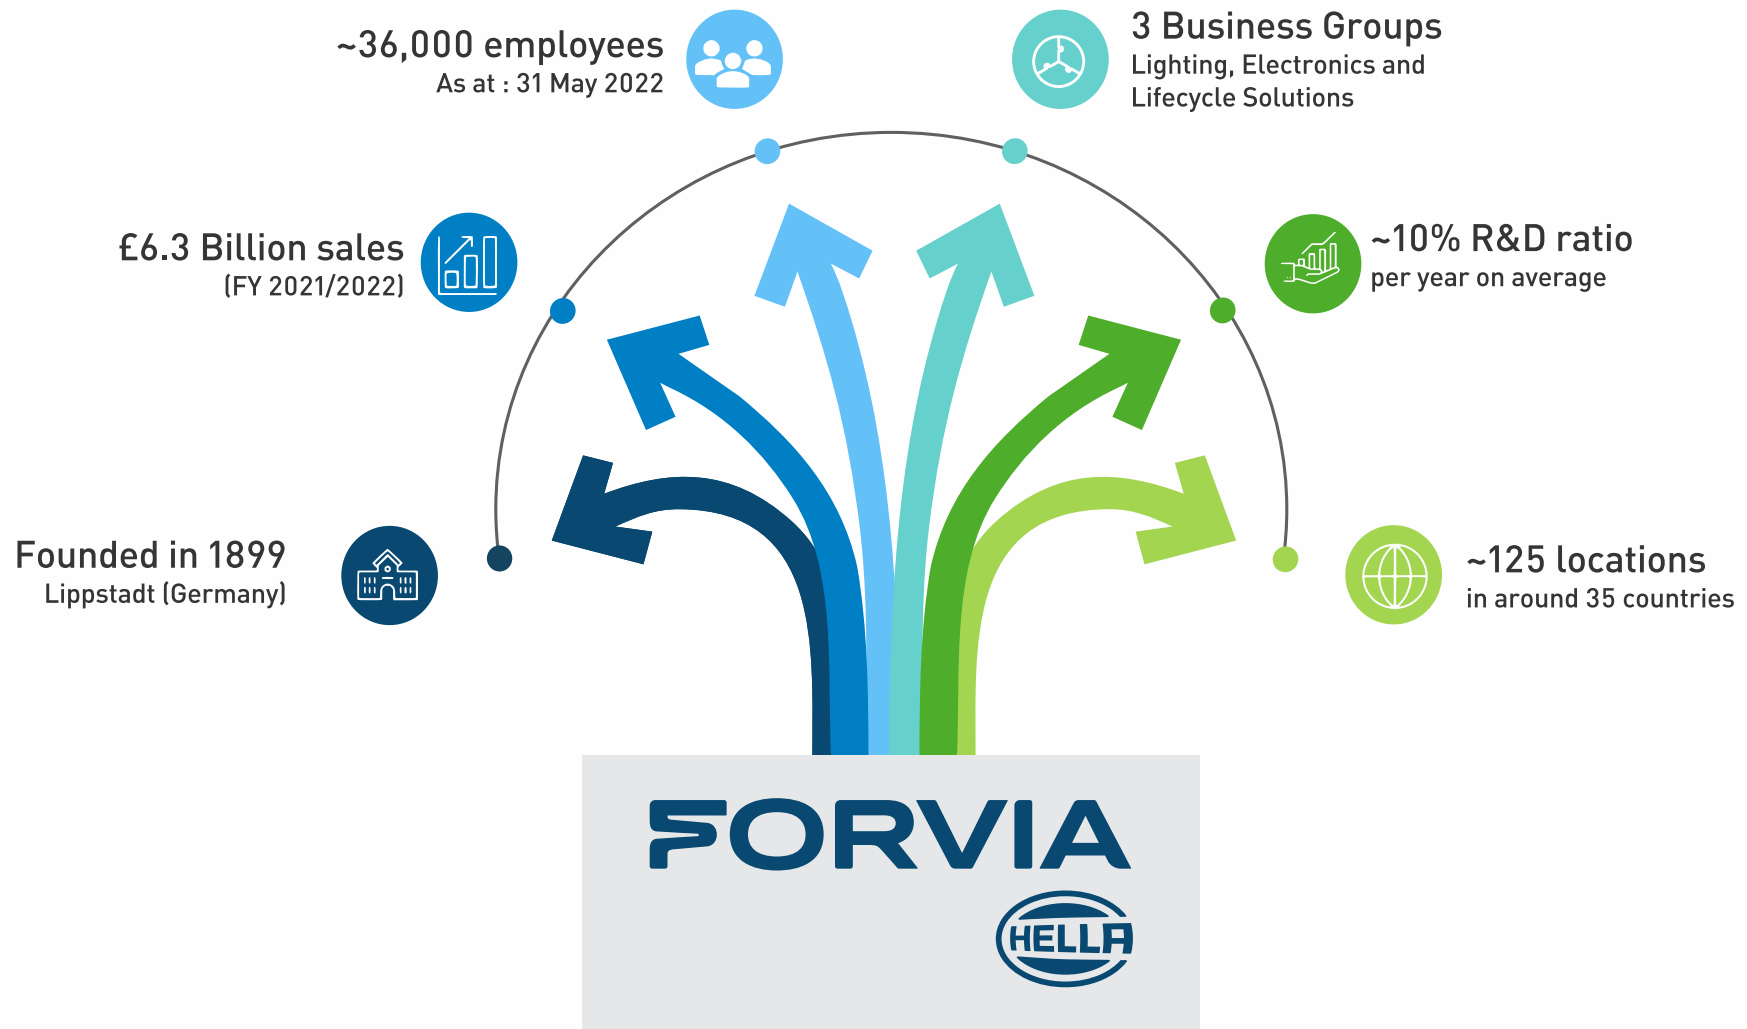 ~36,000 employees
As at : 31 May 2022
3 Business Groups
Lighting, Electronics and
Lifecycle Solutions
£6.3 Billion sales
(FY 2021/2022)
~10% R&D ratio
per year on average
Founded in 1899
Lippstadt (Germany)
~125 locations
in around 35 countries
FORVIA
HELLA